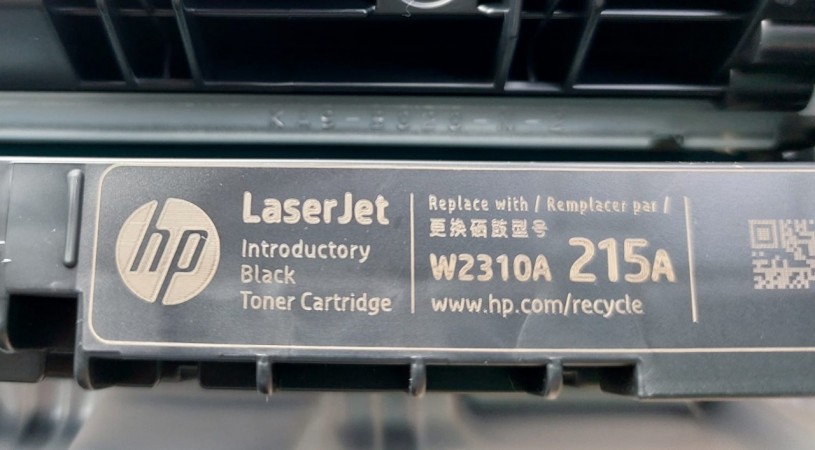 hp
LaserJet
Introductory
Black
Toner Cartridge
Replace with / Remplacer par /
更换硒鼓型号
W2310A 215A
www.hp.com/recycle